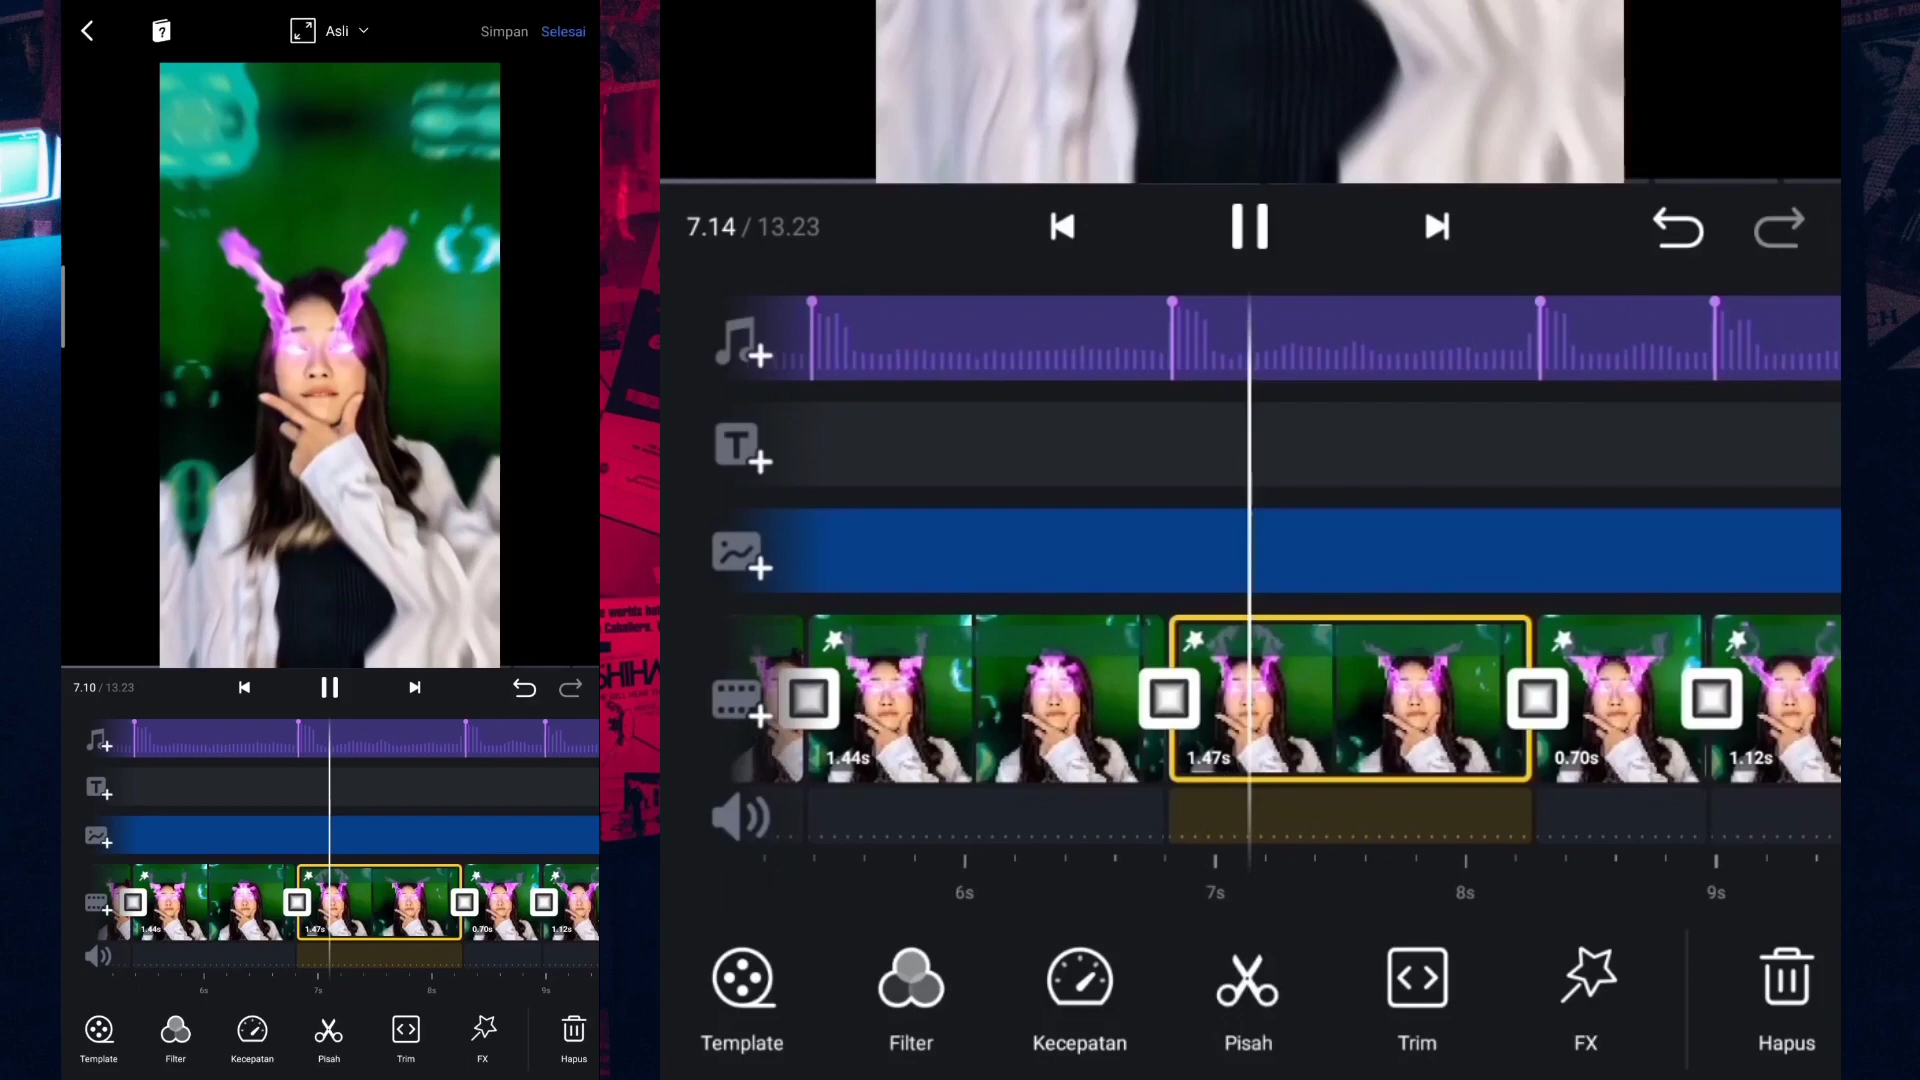 Asli
Simpan
Selesai
7.10 / 13.23
1.44s
1.47s
0.70s
1.12s
6s
7s
8s
9s
Template
Filter
Kecepatan
Pisah
Trim
FX
Hapus
SHIHA
7.14 / 13.23
T
1.44s
1.47s
0.70s
1.12s
6s
7s
8s
9s
Template
Filter
Kecepatan
Pisah
Trim
FX
Hapus